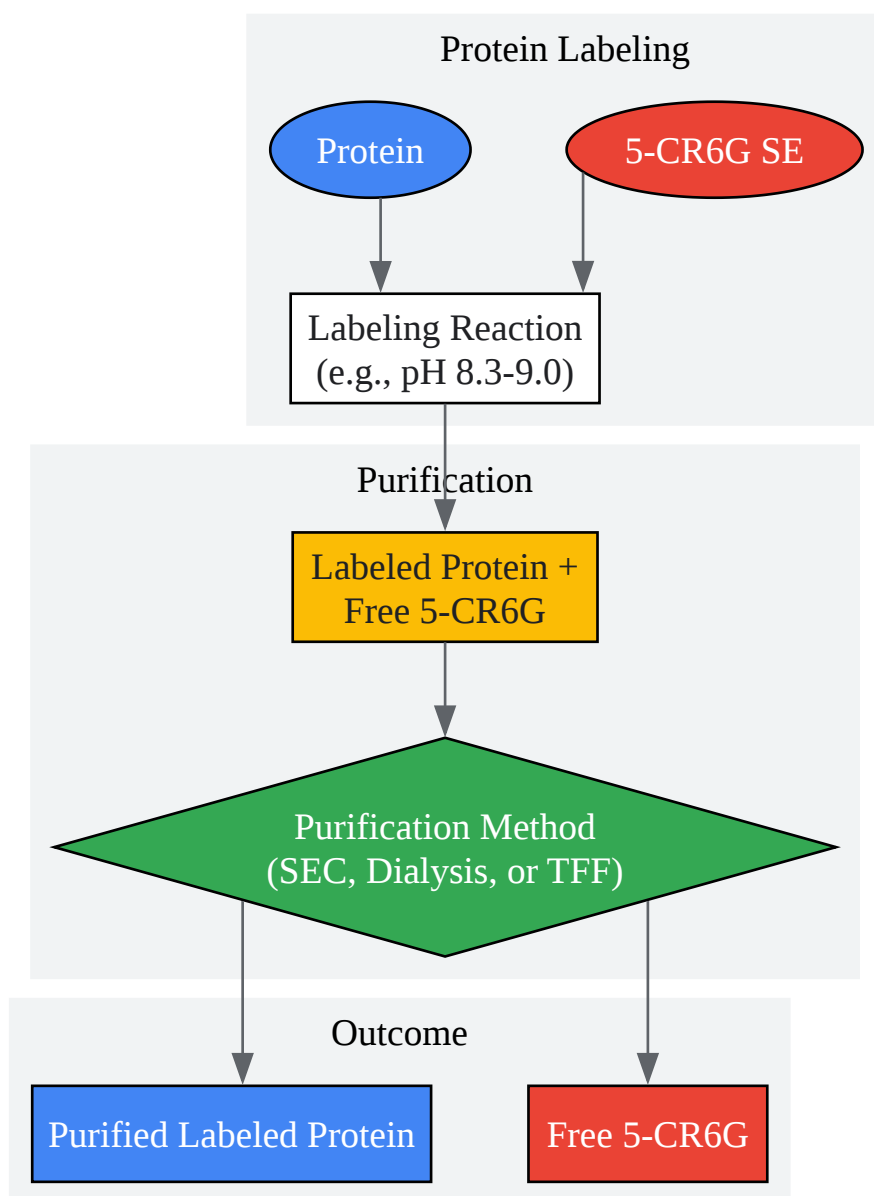 Protein Labeling
Protein
5-CR6G SE
Labeling Reaction
(e.g., pH 8.3-9.0)
Purification
Labeled Protein +
Free 5-CR6G
Purification Method
(SEC, Dialysis, or TFF)
Outcome
Purified Labeled Protein
Free 5-CR6G